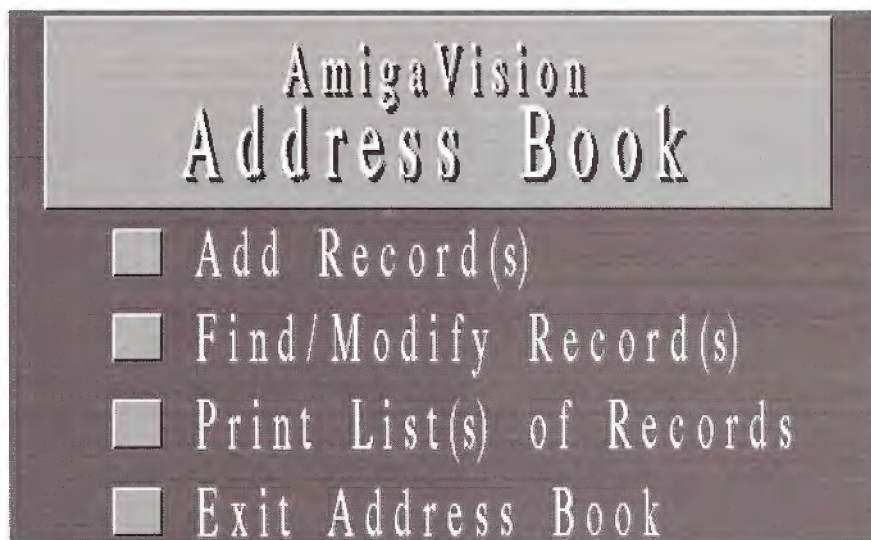 AmigaVision
Address Book
Add Record(s)
Find/Modify Record(s)
Print List(s) of Records
Exit Address Book